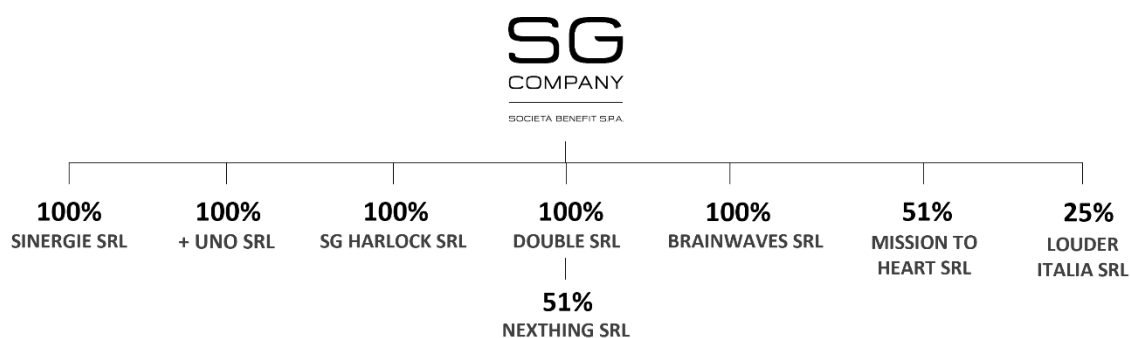 SG
COMPANY
SOCIETÀ BENEFIT S.P.A.
100% 100% 100% 100% 100% 51% 25%
SINERGIE SRL + UNO SRL SG HARLOCK SRL DOUBLE SRL BRAINWAVES SRL MISSION TO LOUDER
HEART SRL ITALIA SRL
51%
NEXTHING SRL